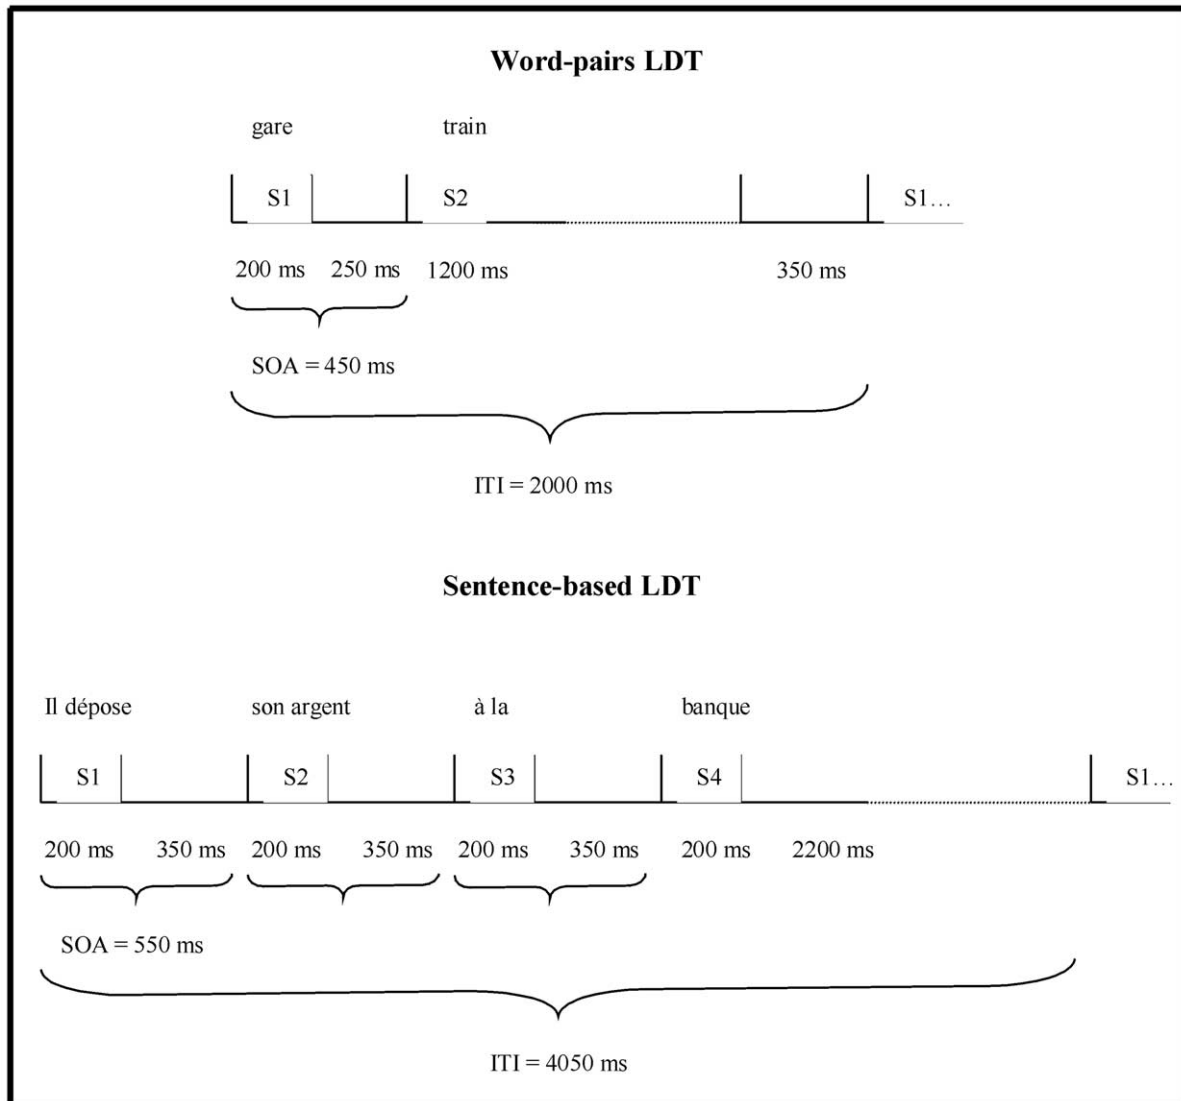 Word-pairs LDT
gare train
S1 S2 S1...
200 ms 250 ms 1200 ms 350 ms
SOA = 450 ms
ITI = 2000 ms
Sentence-based LDT
Il dépose son argent à la banque
S1 S2 S3 S4 S1...
200 ms 350 ms 200 ms 350 ms 200 ms 350 ms 200 ms 2200 ms
SOA = 550 ms
ITI = 4050 ms